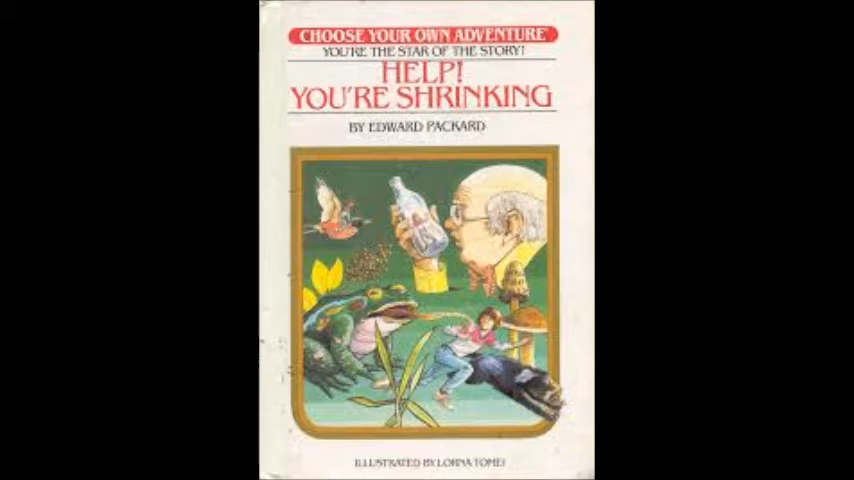 CHOOSE YOUR OWN ADVENTURE®
YOU'RE THE STAR OF THE STORY!
HELP!
YOU'RE SHRINKING
BY EDWARD PACKARD
ILLUSTRATED BY LORNA TOMEI